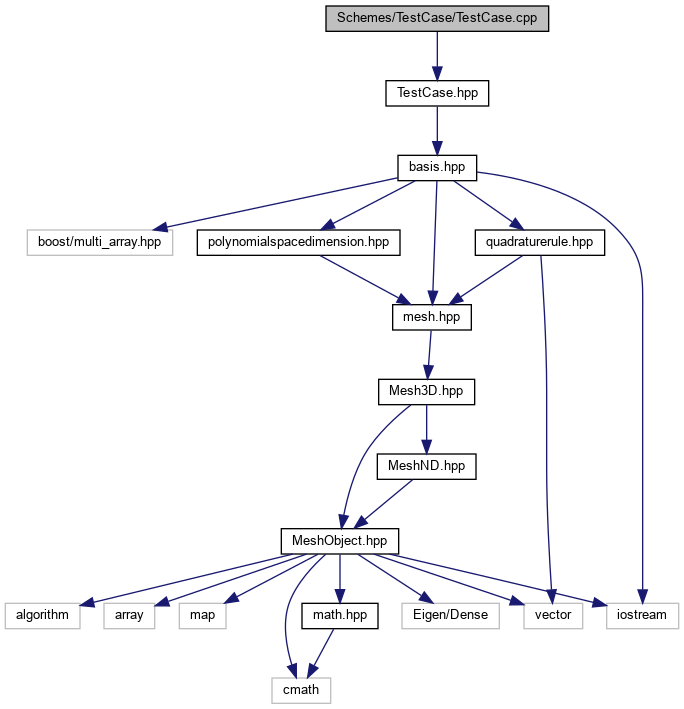 Schemes/TestCase/TestCase.cpp
TestCase.hpp
basis.hpp
boost/multi_array.hpp
polynomialspacedimension.hpp
quadraturerule.hpp
mesh.hpp
Mesh3D.hpp
MeshND.hpp
MeshObject.hpp
algorithm
array
map
math.hpp
Eigen/Dense
vector
iostream
cmath